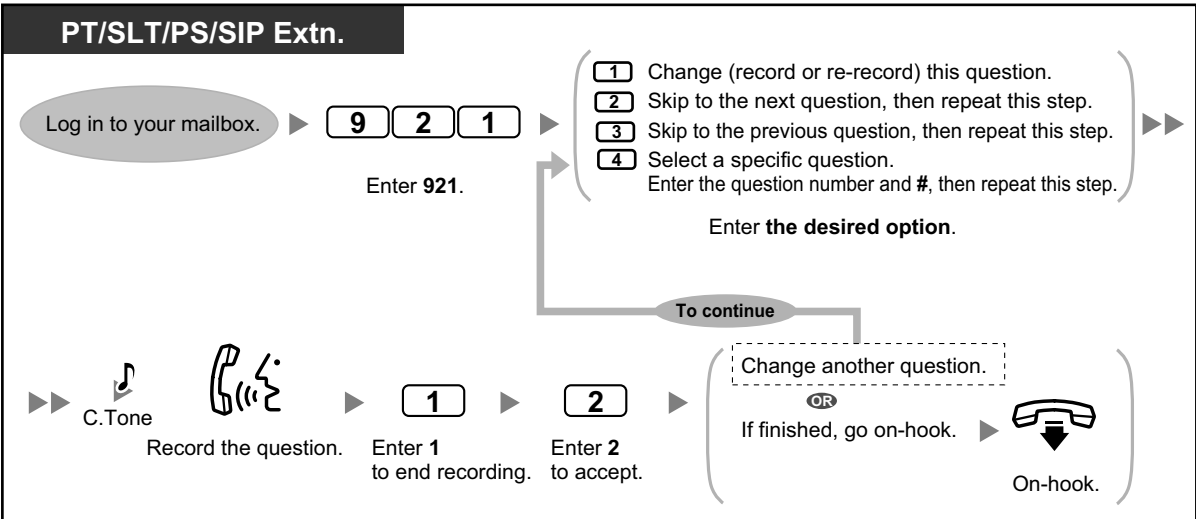 PT/SLT/PS/SIP Extn.
Log in to your mailbox.
9 2 1
Enter 921.
1 Change (record or re-record) this question.
2 Skip to the next question, then repeat this step.
3 Skip to the previous question, then repeat this step.
4 Select a specific question.
Enter the question number and #, then repeat this step.
Enter the desired option.
To continue
C.Tone
Record the question.
1
Enter 1
to end recording.
2
Enter 2
to accept.
Change another question.
OR
If finished, go on-hook.
On-hook.